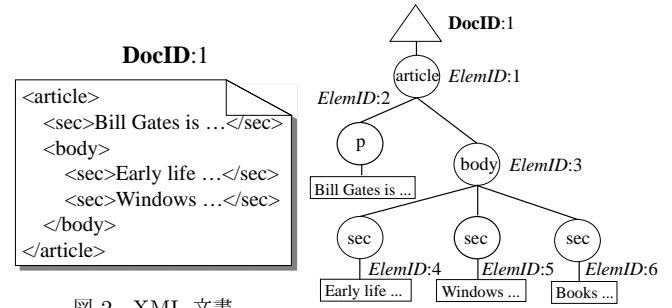 DocID:1
<article>
<sec>Bill Gates is …</sec>
<body>
<sec>Early life …</sec>
<sec>Windows …</sec>
</body>
</article>
図 2 XML 文書
DocID:1
article ElemID:1
ElemID:2
p
body ElemID:3
Bill Gates is ...
sec sec sec
ElemID:4 ElemID:5 ElemID:6
Early life ... Windows ... Books ...